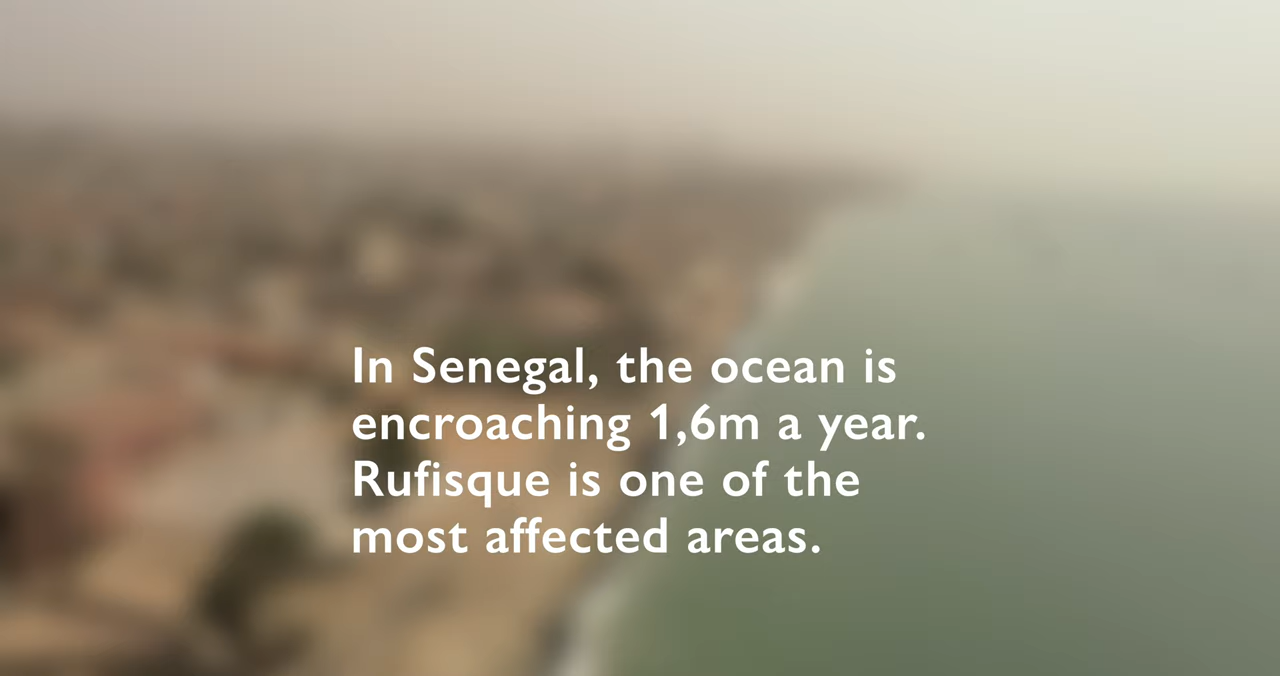 In Senegal, the ocean is
encroaching 1,6m a year.
Rufisque is one of the
most affected areas.